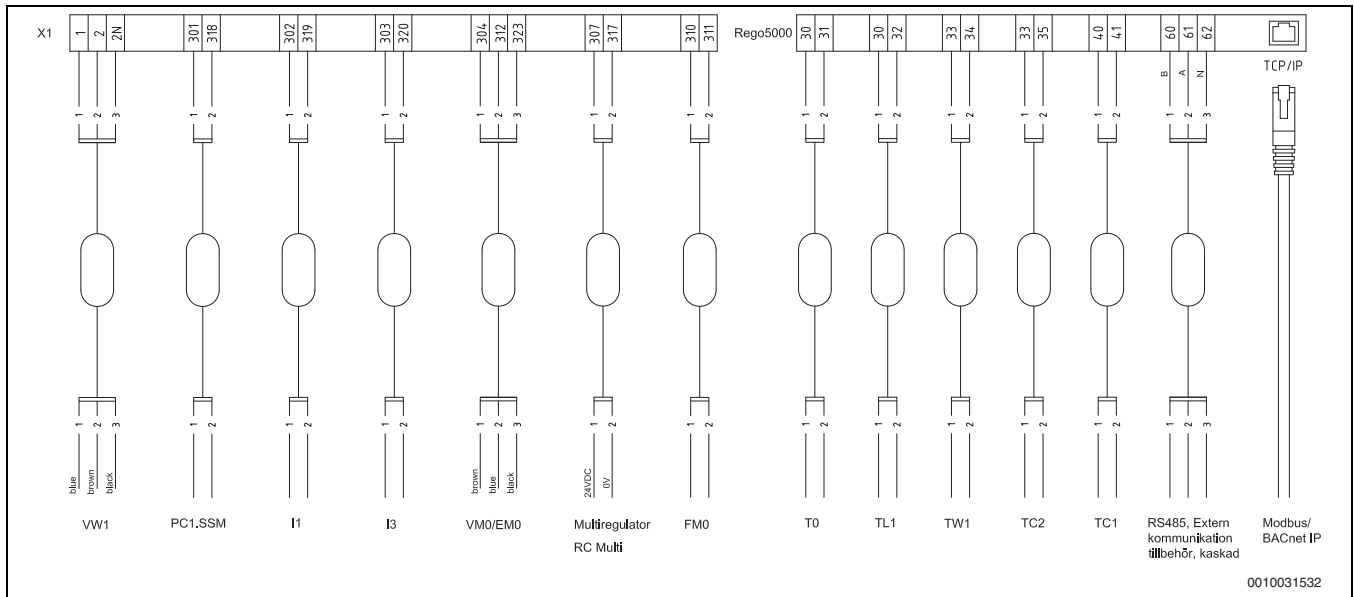 X1 1 2 2N 301 318 302 319 303 320 304 312 323 307 317 310 311 Rego5000 30 31 30 32 33 34 33 35 40 41 60 61 62
TCP/IP
B A N
1 2 3 1 2 1 2 1 2 1 2 3 1 2 1 2 1 2 1 2 1 2 1 2 1 2 1 2 3
1 2 3 1 2 1 2 1 2 1 2 3 1 2 1 2 1 2 1 2 1 2 1 2 1 2 1 2 3
blue brown black brown blue black 24VDC 0V
VW1 PC1.SSM I1 I3 VM0/EM0 Multiregulator FM0 T0 TL1 TW1 TC2 TC1 RS485, Extern Modbus/
kommunikation BACnet IP
RC Multi tillbehör, kaskad
0010031532